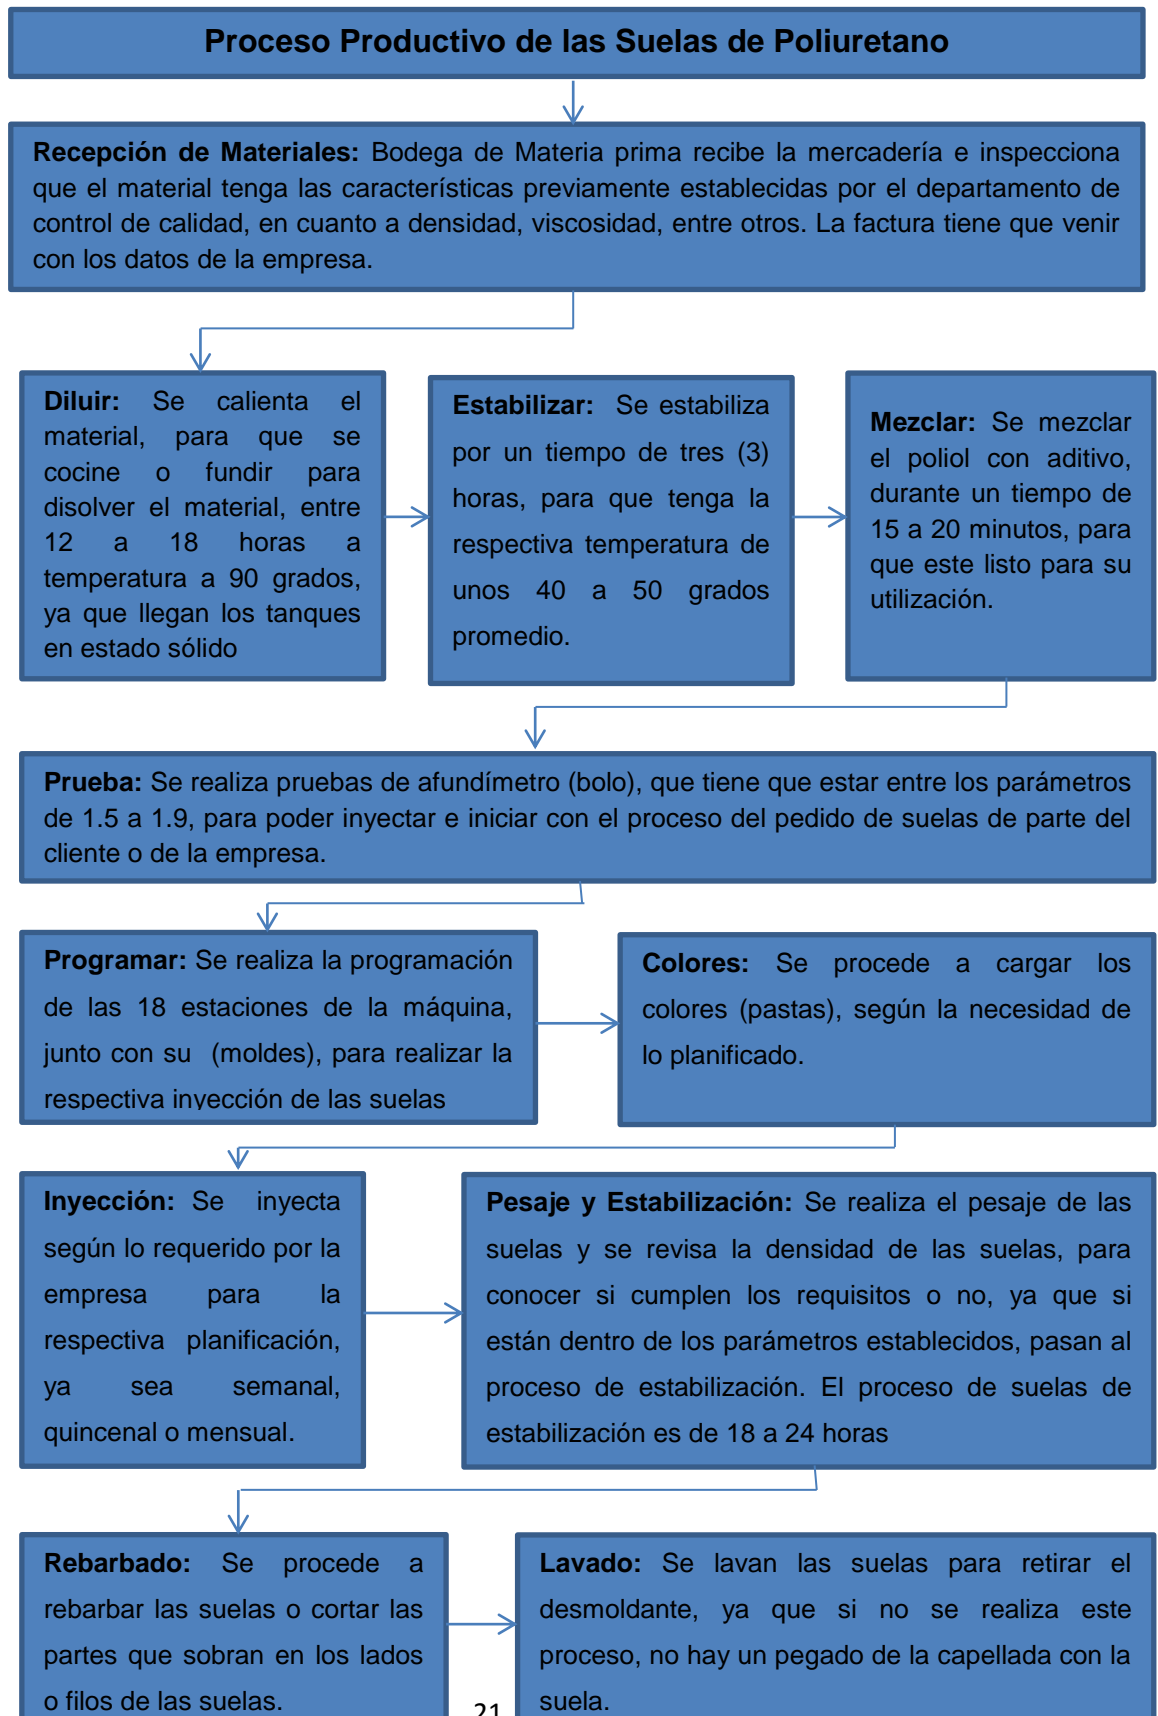 Proceso Productivo de las Suelas de Poliuretano
Recepción de Materiales: Bodega de Materia prima recibe la mercadería e inspecciona
que el material tenga las características previamente establecidas por el departamento de
control de calidad, en cuanto a densidad, viscosidad, entre otros. La factura tiene que venir
con los datos de la empresa.
Diluir: Se calienta el
material, para que se
cocine o fundir para
disolver el material, entre
12 a 18 horas a
temperatura a 90 grados,
ya que llegan los tanques
en estado sólido
Estabilizar: Se estabiliza
por un tiempo de tres (3)
horas, para que tenga la
respectiva temperatura de
unos 40 a 50 grados
promedio.
Mezclar: Se mezclar
el poliol con aditivo,
durante un tiempo de
15 a 20 minutos, para
que este listo para su
utilización.
Prueba: Se realiza pruebas de afundímetro (bolo), que tiene que estar entre los parámetros
de 1.5 a 1.9, para poder inyectar e iniciar con el proceso del pedido de suelas de parte del
cliente o de la empresa.
Programar: Se realiza la programación
de las 18 estaciones de la máquina,
junto con su (moldes), para realizar la
respectiva inyección de las suelas
Colores: Se procede a cargar los
colores (pastas), según la necesidad de
lo planificado.
Inyección: Se inyecta
según lo requerido por la
empresa para la
respectiva planificación,
ya sea semanal,
quincenal o mensual.
Pesaje y Estabilización: Se realiza el pesaje de las
suelas y se revisa la densidad de las suelas, para
conocer si cumplen los requisitos o no, ya que si
están dentro de los parámetros establecidos, pasan al
proceso de estabilización. El proceso de suelas de
estabilización es de 18 a 24 horas
Rebarbado: Se procede a
rebarbar las suelas o cortar las
partes que sobran en los lados
o filos de las suelas.
Lavado: Se lavan las suelas para retirar el
desmoldante, ya que si no se realiza este
proceso, no hay un pegado de la capellada con la
suela.
21